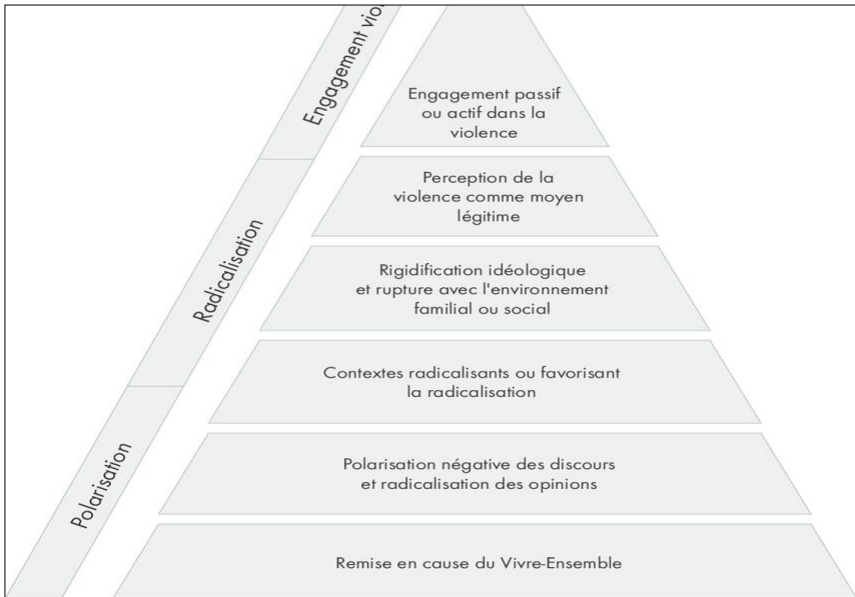 Engagement
Engagement passif
ou actif dans la
violence
Perception de la
violence comme moyen
légitime
Radicalisation
Rigidification idéologique
et rupture avec l'environnement
familial ou social
Contextes radicalisants ou favorisant
la radicalisation
Polarisation
Polarisation négative des discours
et radicalisation des opinions
Remise en cause du Vivre-Ensemble